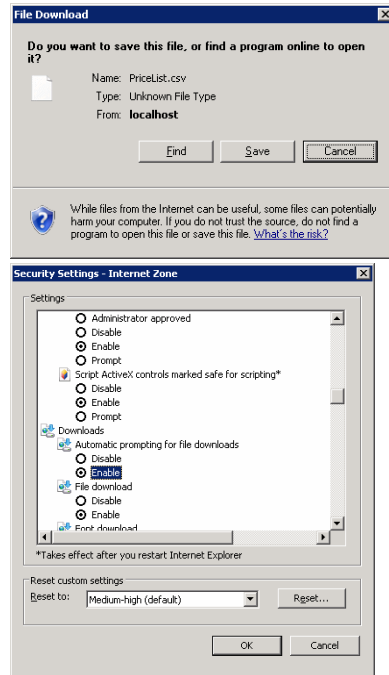 File Download
Do you want to save this file, or find a program online to open
it?
Name: PriceList.csv
Type: Unknown File Type
From: localhost
Find Save Cancel
While files from the Internet can be useful, some files can potentially
harm your computer. If you do not trust the source, do not find a
program to open this file or save this file. What's the risk?
Security Settings - Internet Zone
Settings
Administrator approved
Disable
Enable
Prompt
Script ActiveX controls marked safe for scripting*
Disable
Enable
Prompt
Downloads
Automatic prompting for file downloads
Disable
Enable
File download
Disable
Enable
Font download
*Takes effect after you restart Internet Explorer
Reset custom settings
Reset to: Medium-high (default) Reset...
OK Cancel